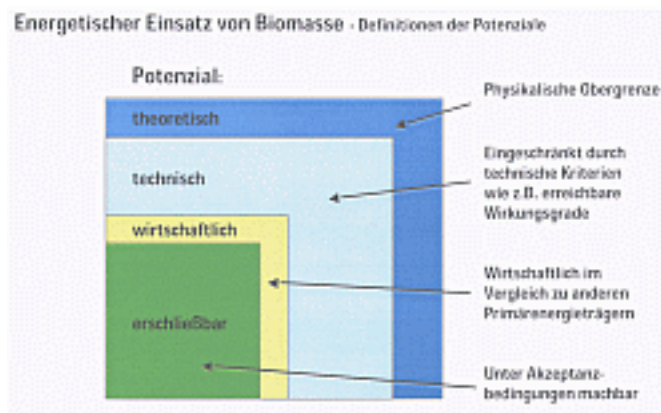 Energetischer Einsatz von Biomasse - Definitionen der Potenziale
Potenzial:
theoretisch
technisch
wirtschaftlich
erschließbar
Physikalische Obergrenze
Eingeschränkt durch
technische Kriterien
wie z.B. erreichbare
Wirkungsgrade
Wirtschaftlich im
Vergleich zu anderen
Primärenergieträgern
Unter Akzeptanz-
bedingungen machbar